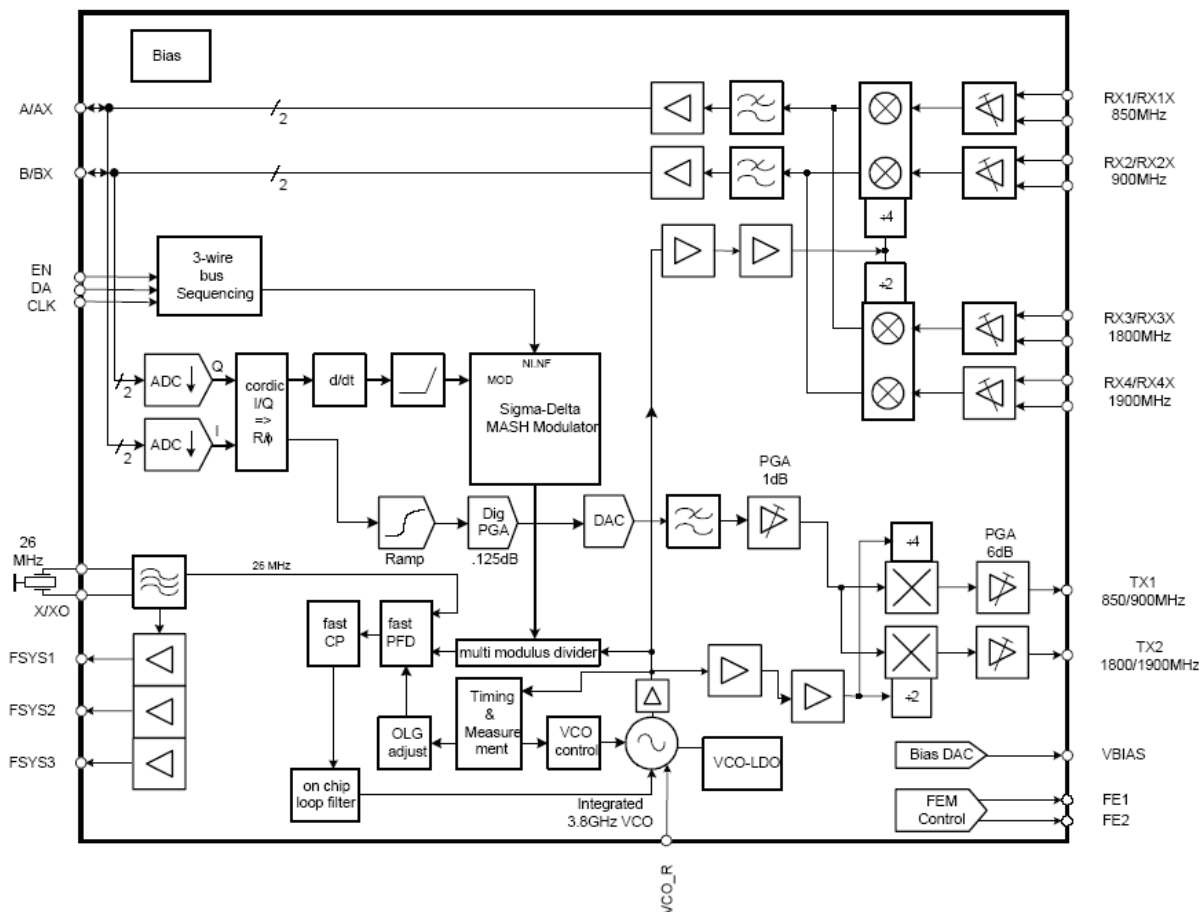 Bias
A/AX
2
RX1/RX1X
850MHz
B/BX
2
RX2/RX2X
900MHz
÷4
EN
DA
CLK
3-wire
bus
Sequencing
÷2
RX3/RX3X
1800MHz
RX4/RX4X
1900MHz
2
ADC
Q
2
ADC
I
cordic
I/Q
=>
d/dt
NI.NF
MOD
Sigma-Delta
MASH Modulator
Ramp
Dig
PGA
.125dB
DAC
PGA
1dB
÷4
PGA
6dB
÷2
TX1
850/900MHz
TX2
1800/1900MHz
26
MHz
X/XO
26 MHz
FSYS1
FSYS2
FSYS3
fast
CP
fast
PFD
multi modulus divider
OLG
adjust
Timing
&
Measure
ment
VCO
control
VCO-LDO
on chip
loop filter
Integrated
3.8GHz VCO
VCO_R
Bias DAC
VBIAS
FEM
Control
FE1
FE2